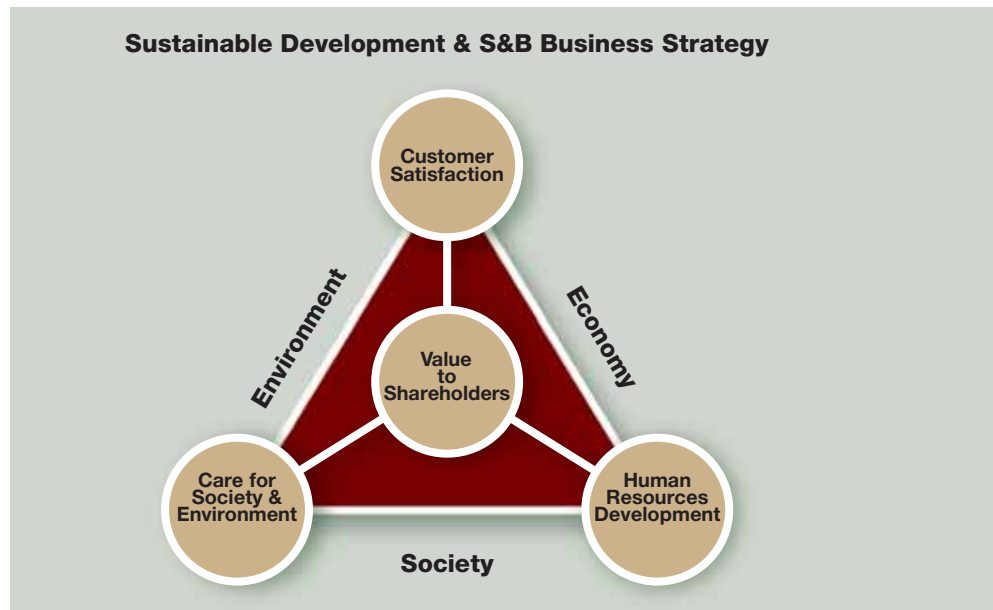 Sustainable Development & S&B Business Strategy
Customer
Satisfaction
Environment
Economy
Value
to
Shareholders
Care for
Society &
Environment
Human
Resources
Development
Society